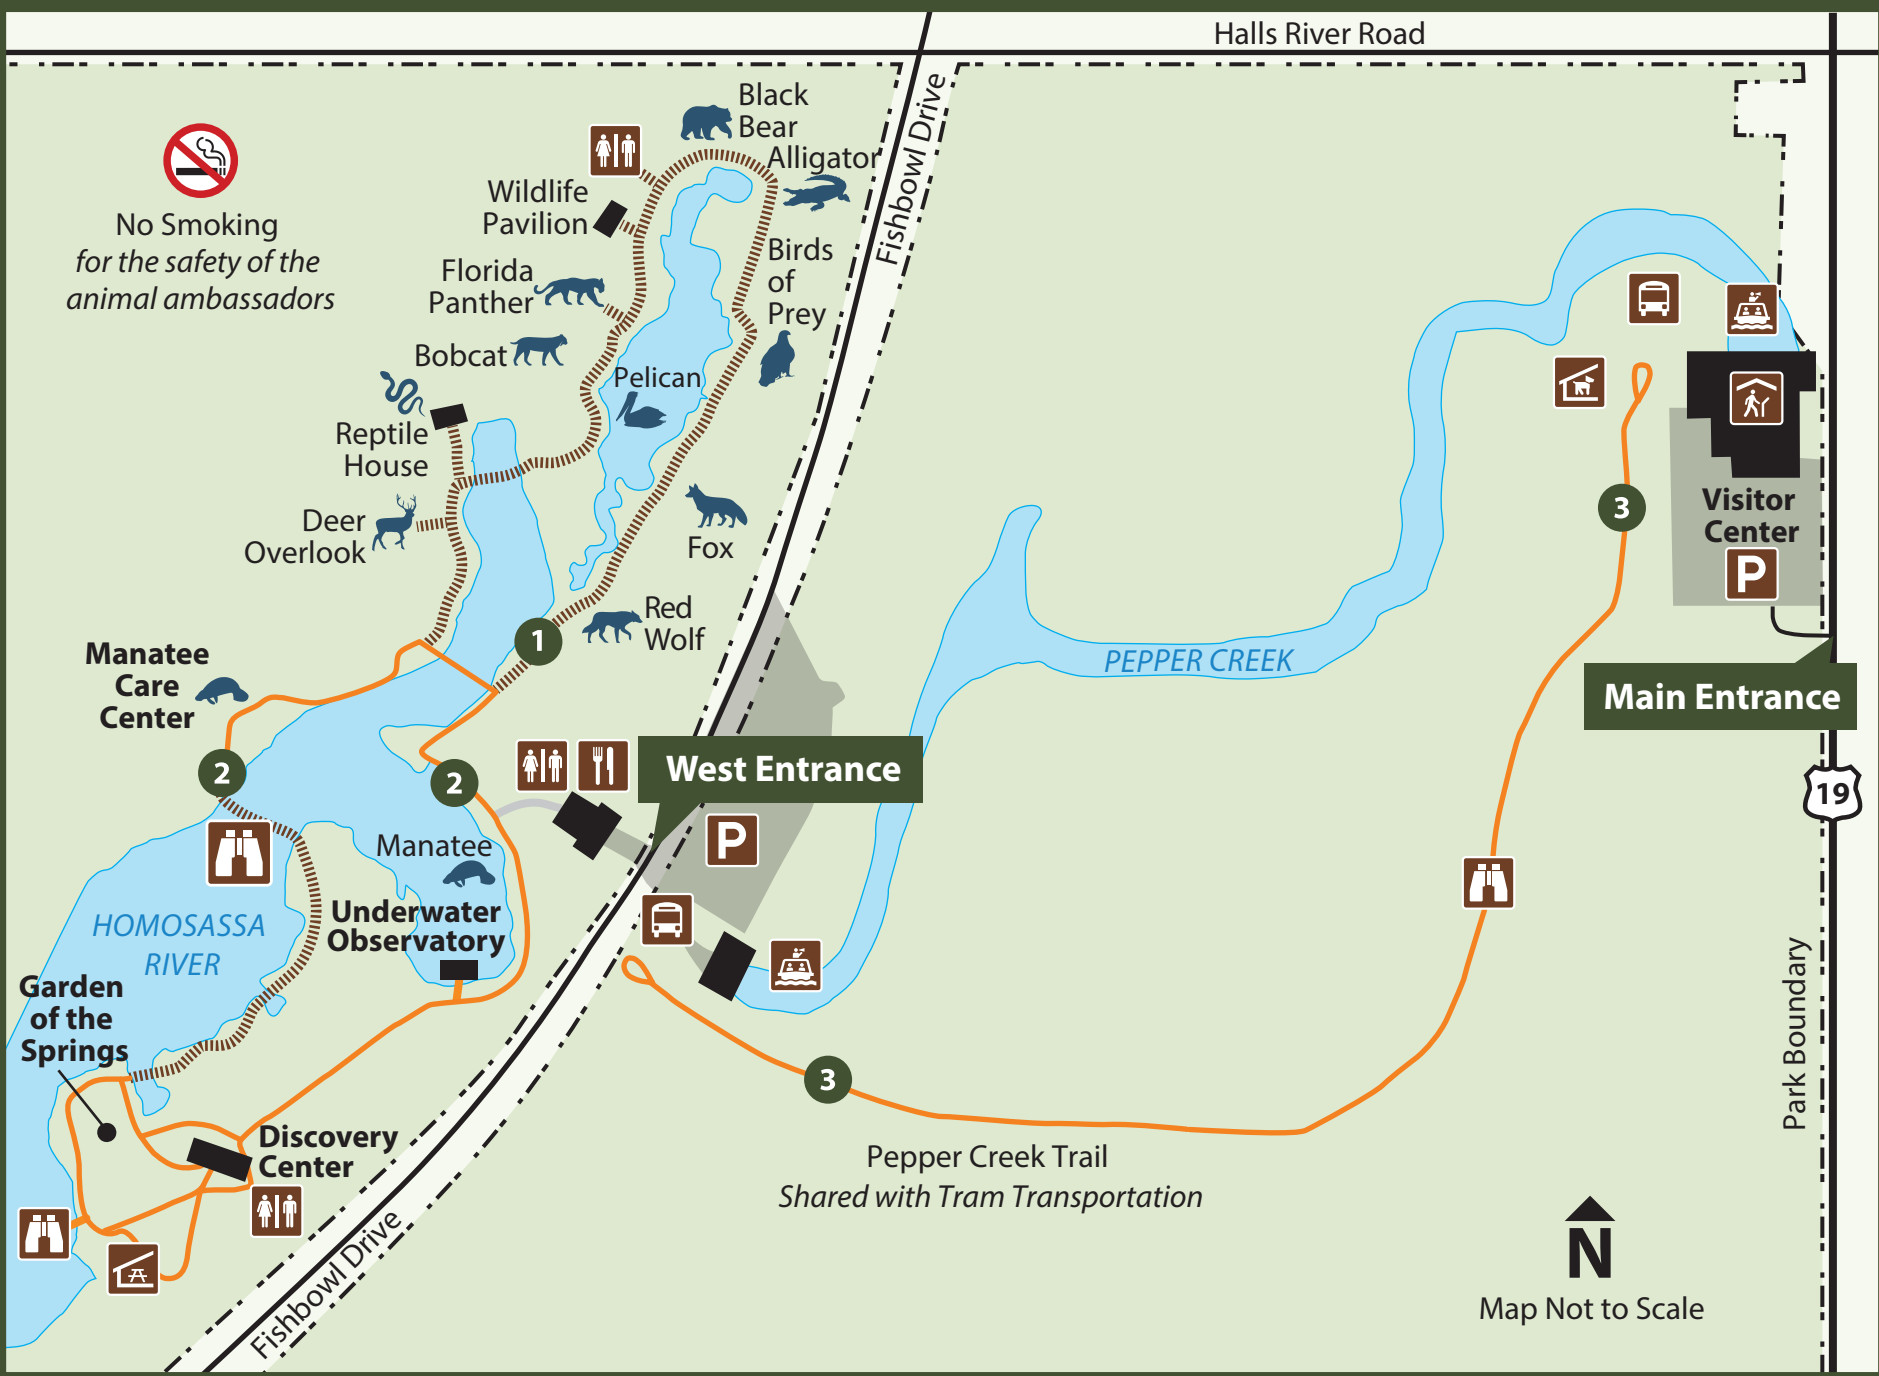 Halls River Road
Fishbowl Drive
No Smoking
for the safety of the
animal ambassadors
Black
Bear
Alligator
Wildlife
Pavilion
Florida
Panther
Birds
of
Prey
Bobcat
Pelican
Reptile
House
Deer
Overlook
Fox
Red
Wolf
1
Manatee
Care
Center
2
2
West Entrance
P
Manatee
Underwater
Observatory
HOMOSASSA
RIVER
Garden
of the
Springs
Discovery
Center
Fishbowl Drive
PEPPER CREEK
3
Visitor
Center
P
Main Entrance
19
Park Boundary
3
Pepper Creek Trail
Shared with Tram Transportation
N
Map Not to Scale